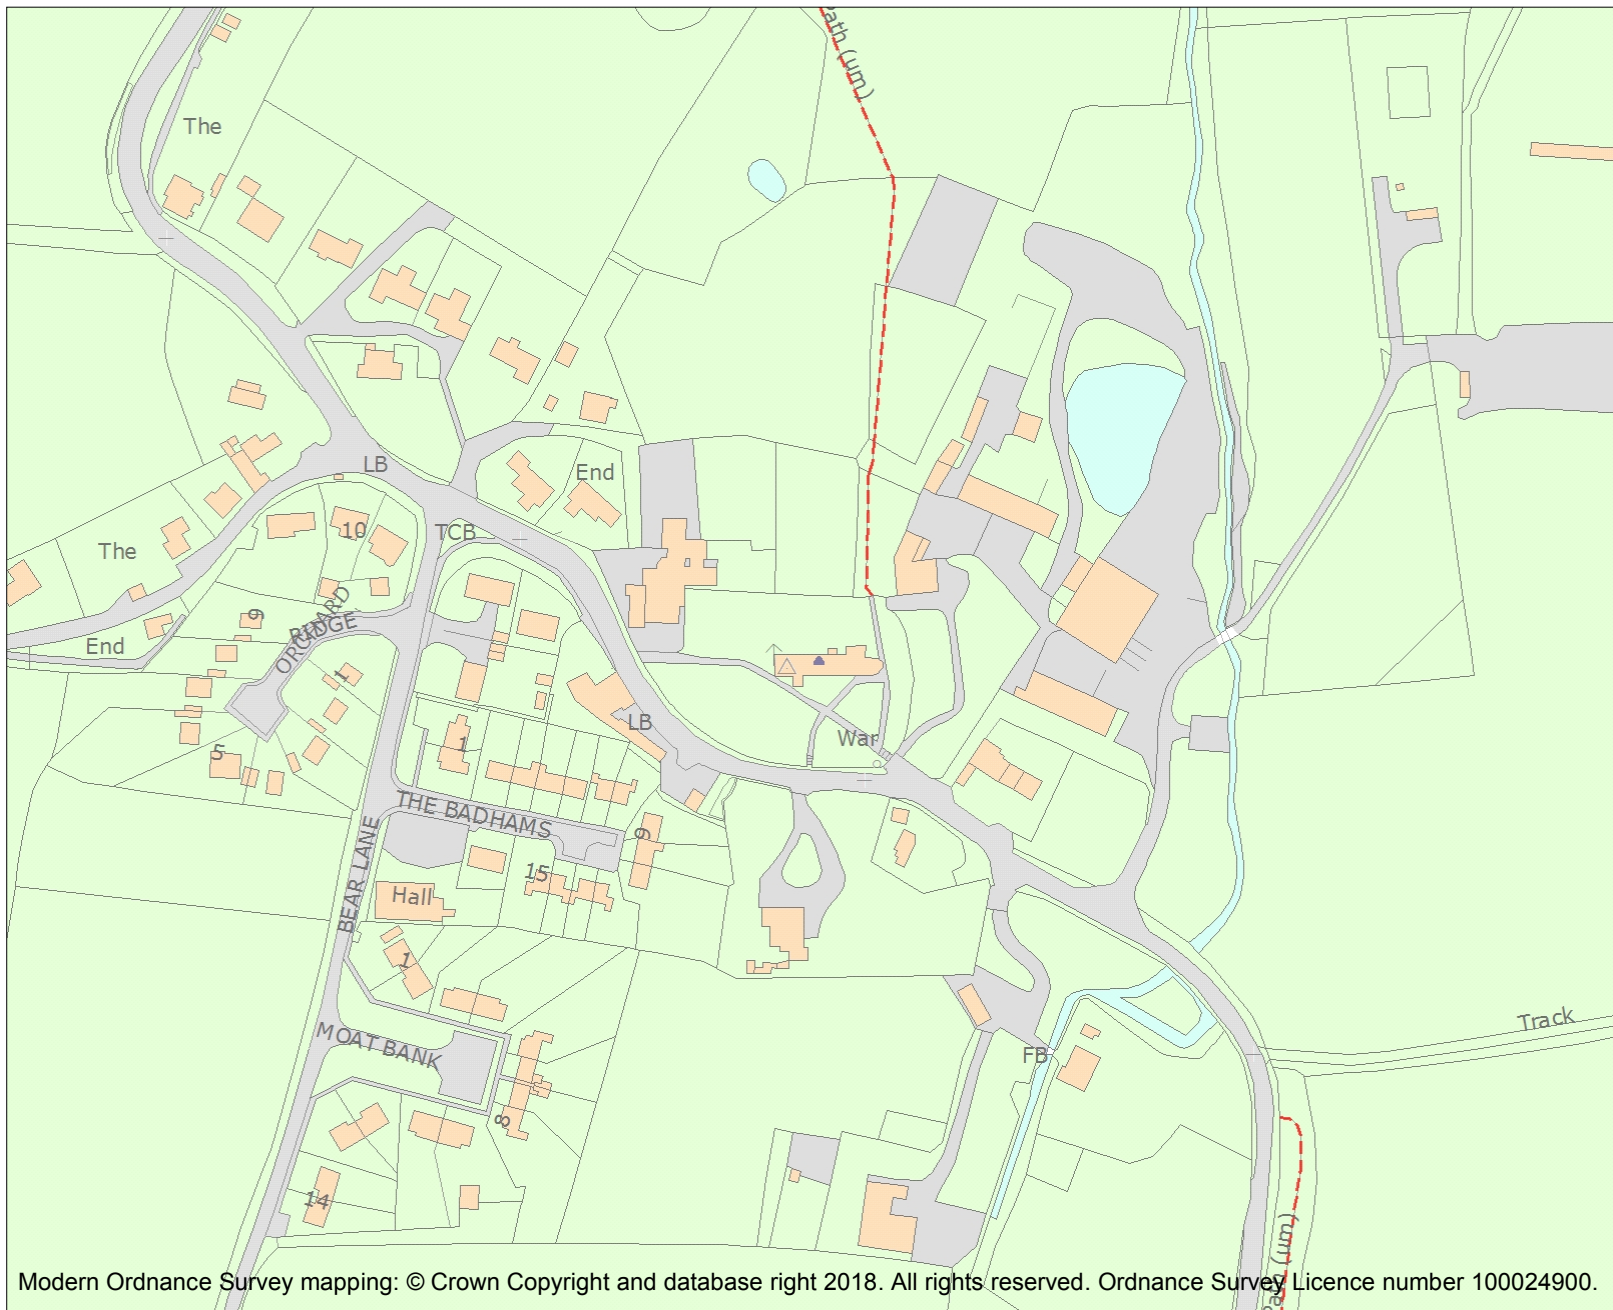 Path (um)
The
LB
End
TCB
The
10
9
ORCHARD
RIDGE
End
1
LB
War
5
1
THE BADHAMS
9
BEAR LANE
15
Hall
1
Track
MOAT BANK
FB
8
14
Path (um)
Modern Ordnance Survey mapping: © Crown Copyright and database right 2018. All rights reserved. Ordnance Survey Licence number 100024900.